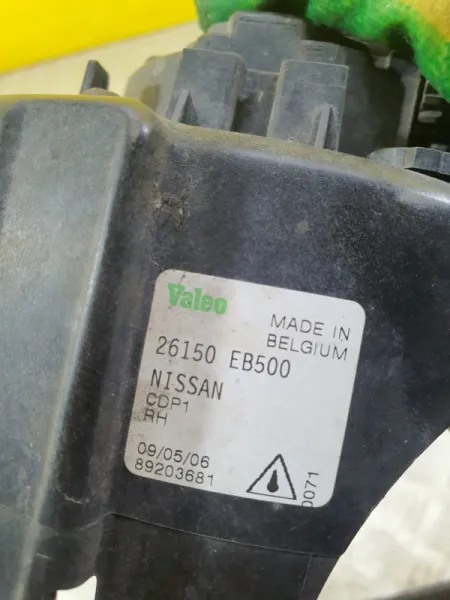 Valeo
MADE IN
BELGIUM
26150 EB500
NISSAN
CDP1
RH
09/05/06
89203681
0071